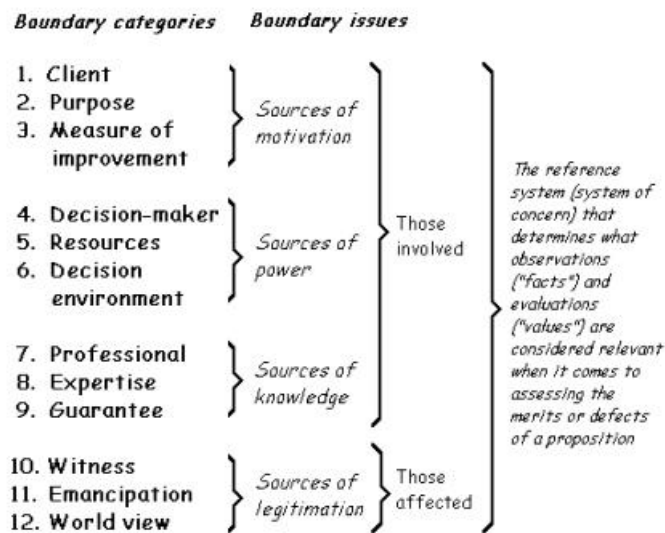 Boundary categories
Boundary issues
1. Client
2. Purpose
3. Measure of
improvement
Sources of
motivation
4. Decision-maker
5. Resources
6. Decision
environment
Sources of
power
7. Professional
8. Expertise
9. Guarantee
Sources of
knowledge
10. Witness
11. Emancipation
12. World view
Sources of
legitimation
Those
involved
Those
affected
The reference
system (system of
concern) that
determines what
observations
("facts") and
evaluations
("values") are
considered relevant
when it comes to
assessing the
merits or defects
of a proposition